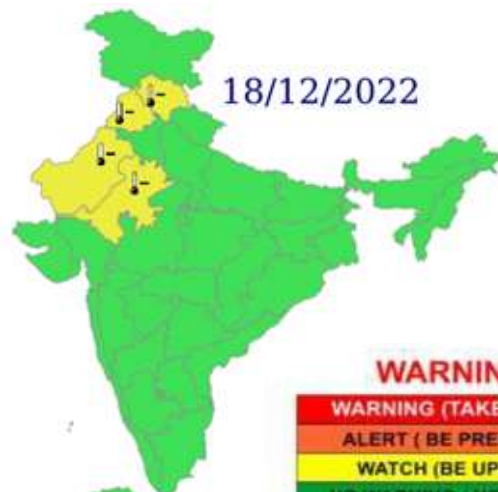 18/12/2022
WARNIN
WARNING (TAKE
ALERT ( BE PRE
WATCH (BE UP